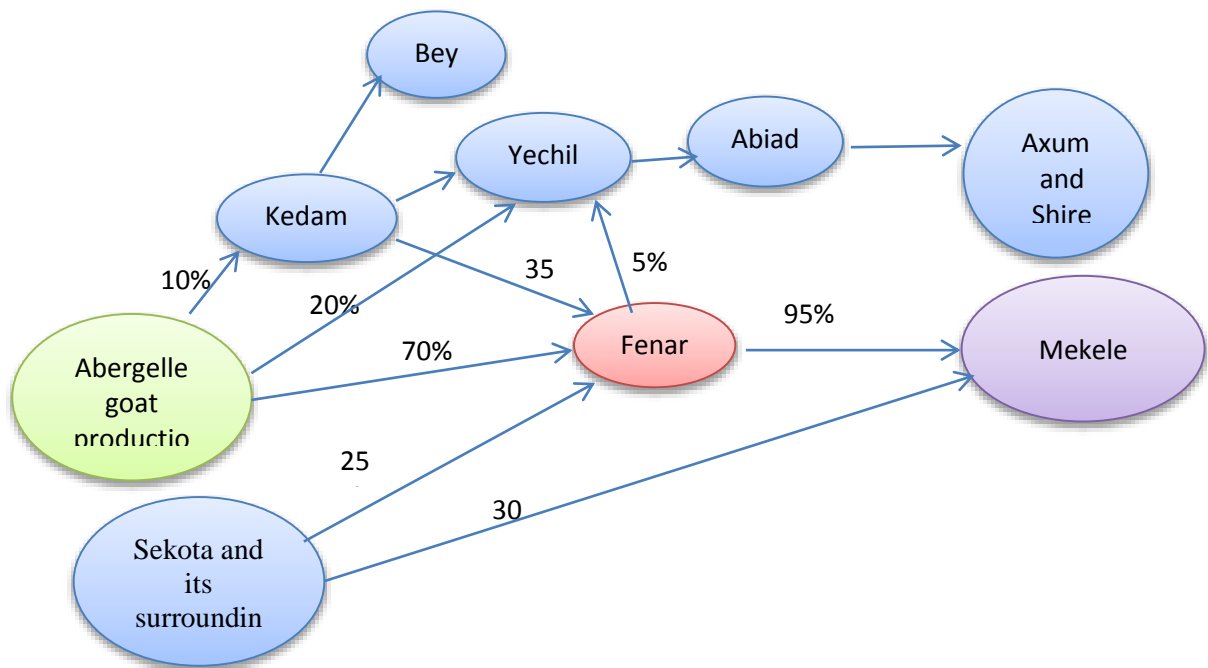 Bey
Yechil
Abiad
Axum
and
Shire
Kedam
10%
20%
35
5%
95%
70%
Fenar
Mekele
Abergelle
goat
productio
25
30
Sekota and
its
surroundin